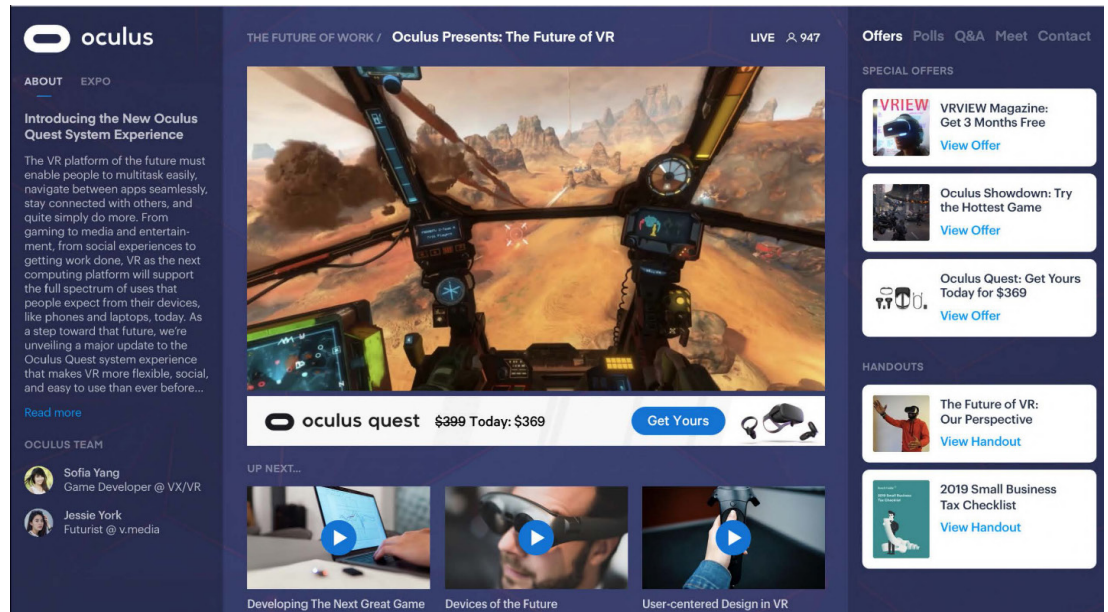 oculus
ABOUT EXPO
Introducing the New Oculus
Quest System Experience
The VR platform of the future must
enable people to multitask easily,
navigate between apps seamlessly,
stay connected with others, and
quite simply do more. From
gaming to media and entertain-
ment, from social experiences to
getting work done, VR as the next
computing platform will support
the full spectrum of uses that
people expect from their devices,
like phones and laptops, today. As
a step toward that future, we're
unveiling a major update to the
Oculus Quest system experience
that makes VR more flexible, social,
and easy to use than ever before...
Read more
OCULUS TEAM
Sofia Yang
Game Developer @ VX/VR
Jessie York
Futurist @ v.media
THE FUTURE OF WORK / Oculus Presents: The Future of VR
LIVE 947
oculus quest $399 Today: $369 Get Yours
UP NEXT...
Developing The Next Great Game
Devices of the Future
User-centered Design in VR
Offers Polls Q&A Meet Contact
SPECIAL OFFERS
VRIEW
VRVIEW Magazine:
Get 3 Months Free
View Offer
Oculus Showdown: Try
the Hottest Game
View Offer
Oculus Quest: Get Yours
Today for $369
View Offer
HANDOUTS
The Future of VR:
Our Perspective
View Handout
2019 Small Business
Tax Checklist
2019 Small Business
Tax Checklist
View Handout